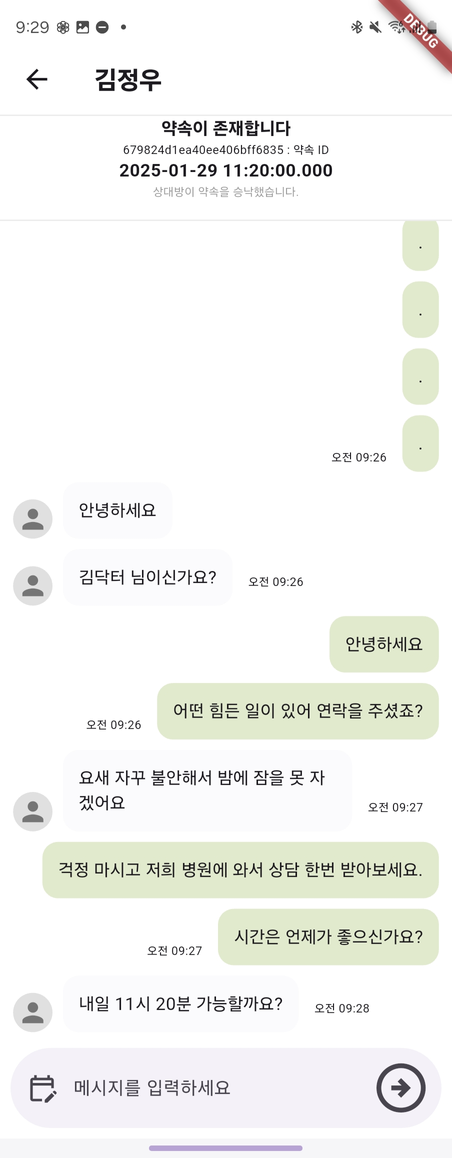 9:29
DEBUG
김정우
약속이 존재합니다
679824d1ea40ee406bff6835 : 약속 ID
2025-01-29 11:20:00.000
상대방이 약속을 승낙했습니다.
.
.
.
.
오전 09:26
안녕하세요
김닥터 님이신가요?
오전 09:26
안녕하세요
어떤 힘든 일이 있어 연락을 주셨죠?
오전 09:26
요새 자꾸 불안해서 밤에 잠을 못 자
겠어요
오전 09:27
걱정 마시고 저희 병원에 와서 상담 한번 받아보세요.
시간은 언제가 좋으신가요?
오전 09:27
내일 11시 20분 가능할까요?
오전 09:28
메시지를 입력하세요